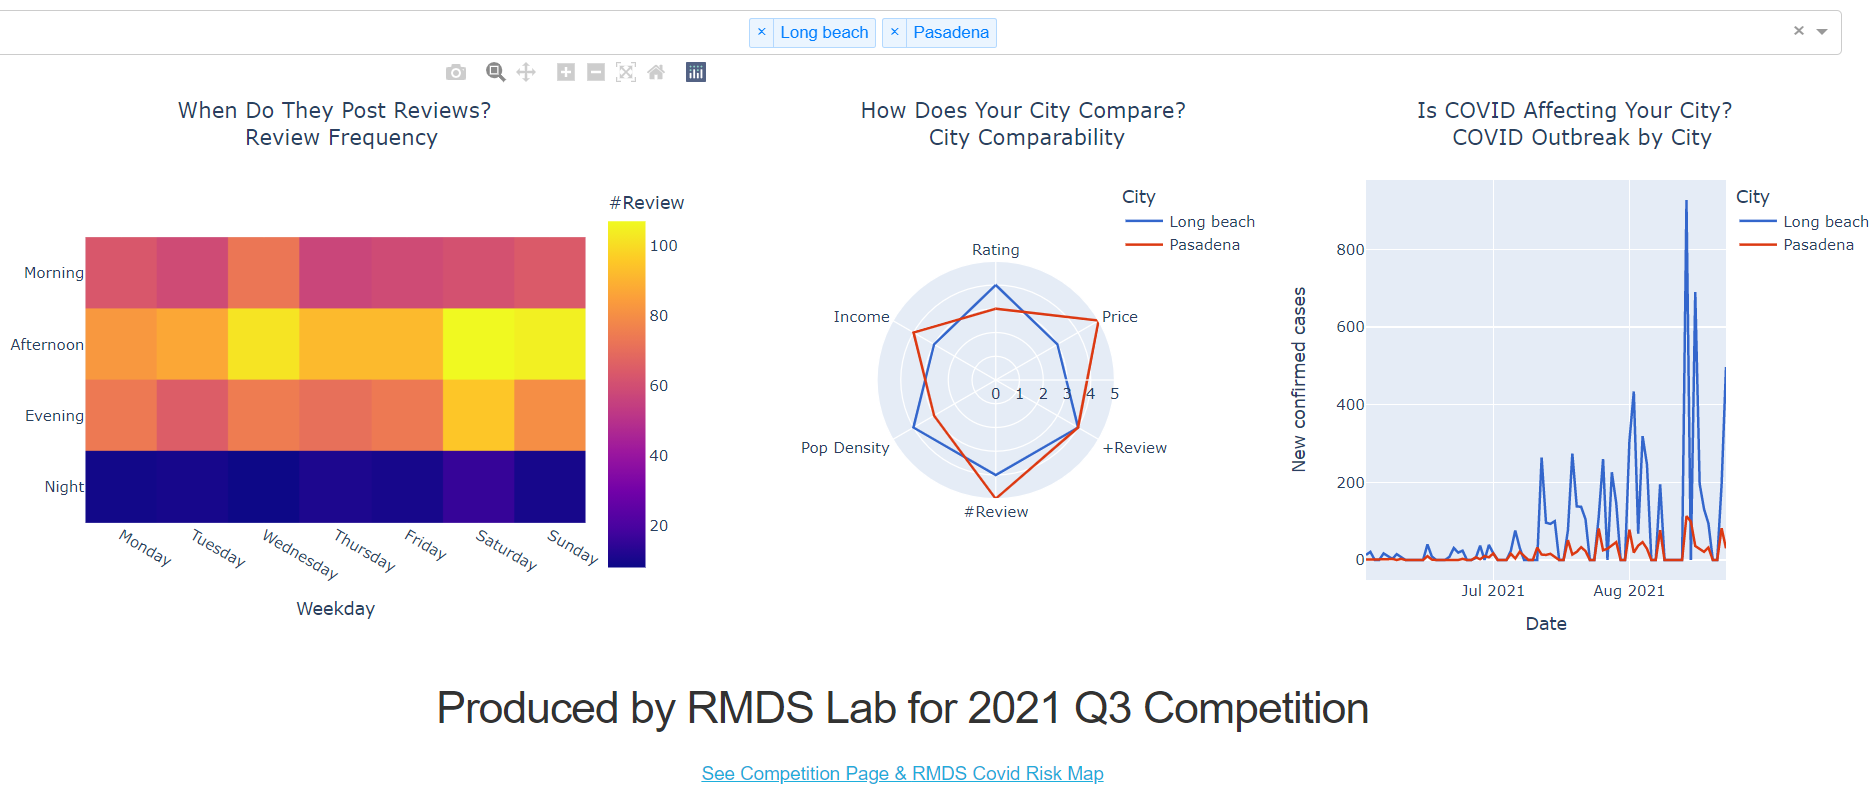 × Long beach × Pasadena ×
When Do They Post Reviews?
Review Frequency
#Review
100
80
60
40
20
Morning
Afternoon
Evening
Night
Monday
Tuesday
Wednesday
Thursday
Friday
Saturday
Sunday
Weekday
How Does Your City Compare?
City Comparability
City
Long beach
Pasadena
Rating
Price
+Review
#Review
Pop Density
Income
0 1 2 3 4 5
Is COVID Affecting Your City?
COVID Outbreak by City
City
Long beach
Pasadena
New confirmed cases
800
600
400
200
0
Jul 2021
Aug 2021
Date
Produced by RMDS Lab for 2021 Q3 Competition
See Competition Page & RMDS Covid Risk Map